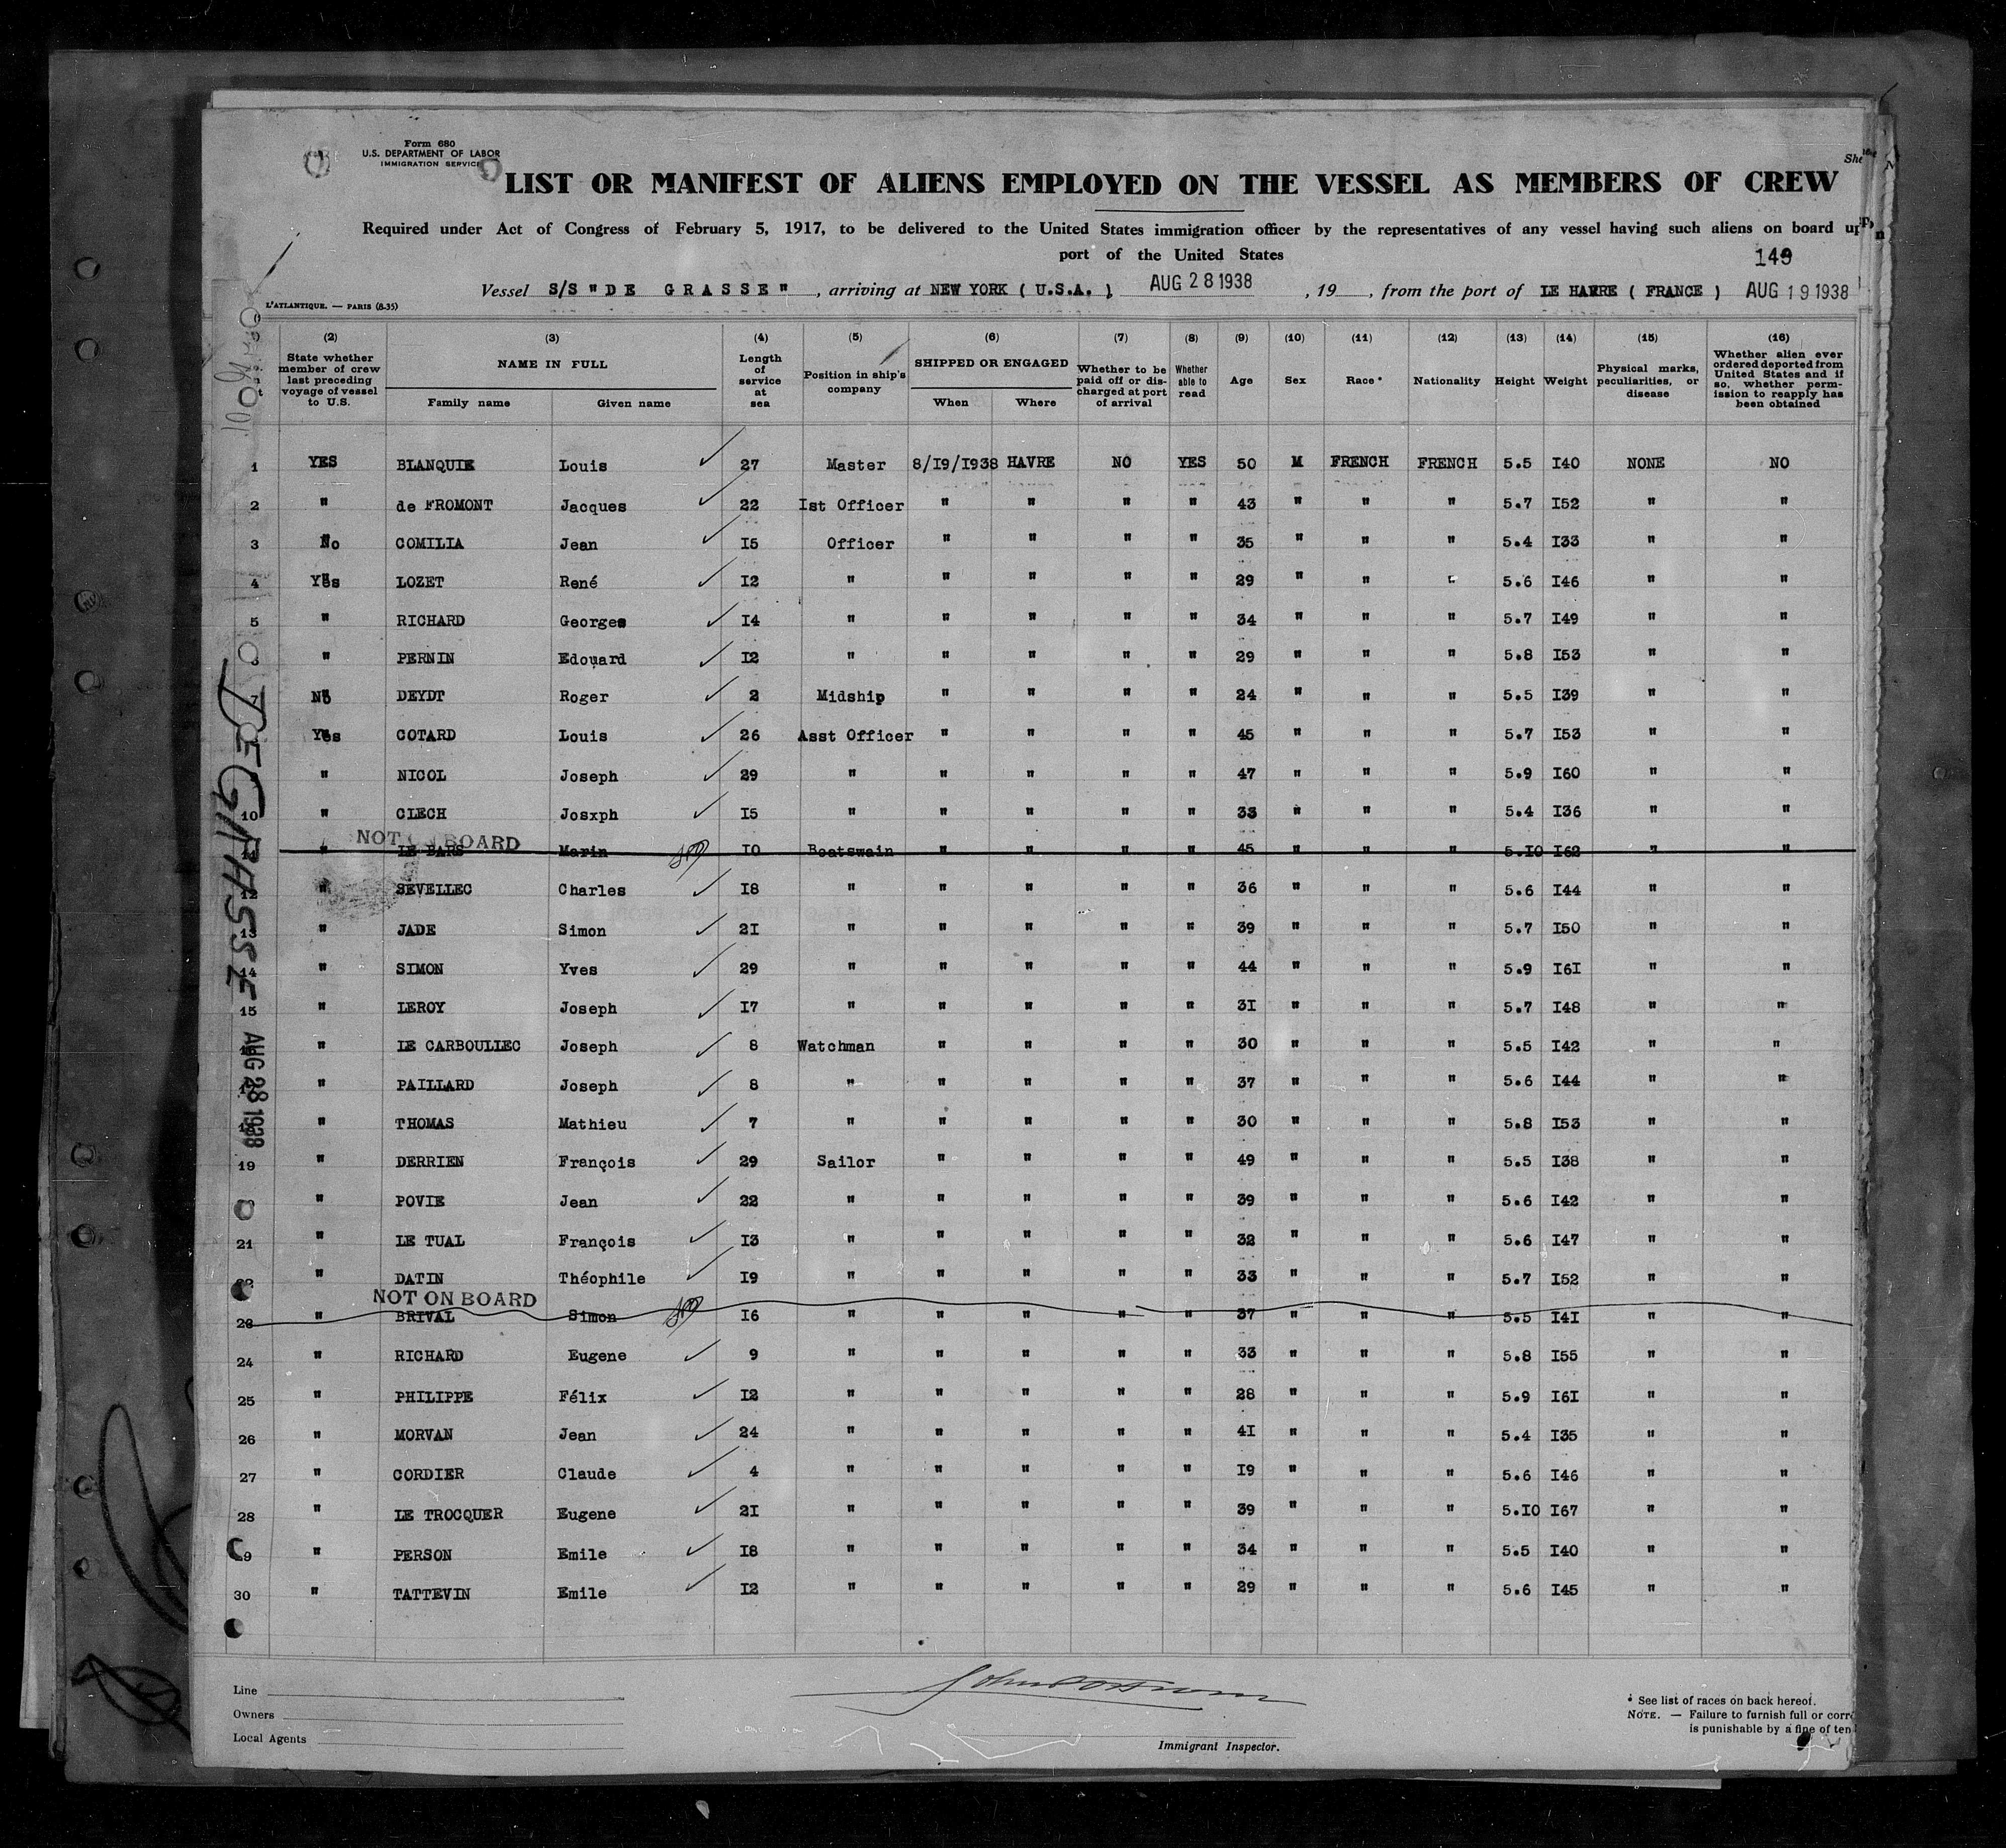 Form 680
U.S. DEPARTMENT OF LABOR
IMMIGRATION SERVICE
LIST OR MANIFEST OF ALIENS EMPLOYED ON THE VESSEL AS MEMBERS OF CREW
Required under Act of Congress of February 5, 1917, to be delivered to the United States immigration officer by the representatives of any vessel having such aliens on board
port of the United States
149
Vessel S/S "DE GRASSE", arriving at NEW YORK ( U.S.A. ), AUG 28 1938, 19 , from the port of LE HAVRE ( FRANCE ) AUG 19 1938
L'ATLANTIQUE. — PARIS (8-35)
(2) (3) (4) (5) (6) (7) (8) (9) (10) (11) (12) (13) (14) (15) (16)
State whether member of crew last preceding voyage of vessel to U.S. NAME IN FULL Family name Given name Length of service at sea Position in ship's company SHIPPED OR ENGAGED When Where Whether to be paid off or discharged at port of arrival Whether able to read Age Sex Race* Nationality Height Weight Physical marks, peculiarities, or disease Whether alien ever ordered deported from United States and if so, whether permission to reapply has been obtained
1 YES BLANQUIE Louis 27 Master 8/19/1938 HAVRE NO YES 50 M FRENCH FRENCH 5.5 140 NONE NO
2 " de FROMONT Jacques 22 Ist Officer " " " " 43 " " " 5.7 152 " "
3 No COMILIA Jean 15 Officer " " " " 35 " " " 5.4 133 " "
4 Yes LOZET René 12 " " " " " 29 " " " 5.6 146 " "
5 " RICHARD Georges 14 " " " " " 34 " " " 5.7 149 " "
" PERNIN Edouard 12 " " " " " 29 " " " 5.8 153 " "
7 No DEYDT Roger 2 Midship " " " " 24 " " " 5.5 139 " "
Yes COTARD Louis 26 Asst Officer " " " " 45 " " " 5.7 153 " "
" NICOL Joseph 29 " " " " " 47 " " " 5.9 160 " "
10 " CLECH Josxph 15 " " " " " 33 " " " 5.4 136 " "
NOT BOARD
" LE BARS Marin 10 Boatswain " " " " 45 " " " 5.10 162 " "
12 " SEVELLEC Charles 18 " " " " " 36 " " " 5.6 144 " "
13 " JADE Simon 21 " " " " " 39 " " " 5.7 150 " "
14 " SIMON Yves 29 " " " " " 44 " " " 5.9 161 " "
15 " LEROY Joseph 17 " " " " " 31 " " " 5.7 148 " "
" LE CARBOULLEC Joseph 8 Watchman " " " " 30 " " " 5.5 142 " "
" PAILLARD Joseph 8 " " " " " 37 " " " 5.6 144 " "
" THOMAS Mathieu 7 " " " " " 30 " " " 5.8 153 " "
19 " DERRIEN François 29 Sailor " " " " 49 " " " 5.5 138 " "
" POVIE Jean 22 " " " " " 39 " " " 5.6 142 " "
21 " LE TUAL François 13 " " " " " 32 " " " 5.6 147 " "
" DATIN Théophile 19 " " " " " 33 " " " 5.7 152 " "
NOT ON BOARD
23 " BRIVAL Simon 16 " " " " " 37 " " " 5.5 141 " "
24 " RICHARD Eugene 9 " " " " " 33 " " " 5.8 155 " "
25 " PHILIPPE Félix 12 " " " " " 28 " " " 5.9 161 " "
26 " MORVAN Jean 24 " " " " " 41 " " " 5.4 135 " "
27 " CORDIER Claude 4 " " " " " 19 " " " 5.6 146 " "
28 " LE TROCQUER Eugene 21 " " " " " 39 " " " 5.10 167 " "
" PERSON Emile 18 " " " " " 34 " " " 5.5 140 " "
30 " TATTEVIN Emile 12 " " " " " 29 " " " 5.6 145 " "
DEGRASSE
AUG 28 1938
Line
Owners
Local Agents
Immigrant Inspector.
* See list of races on back hereof.
NOTE. — Failure to furnish full or
is punishable by a fine of ten